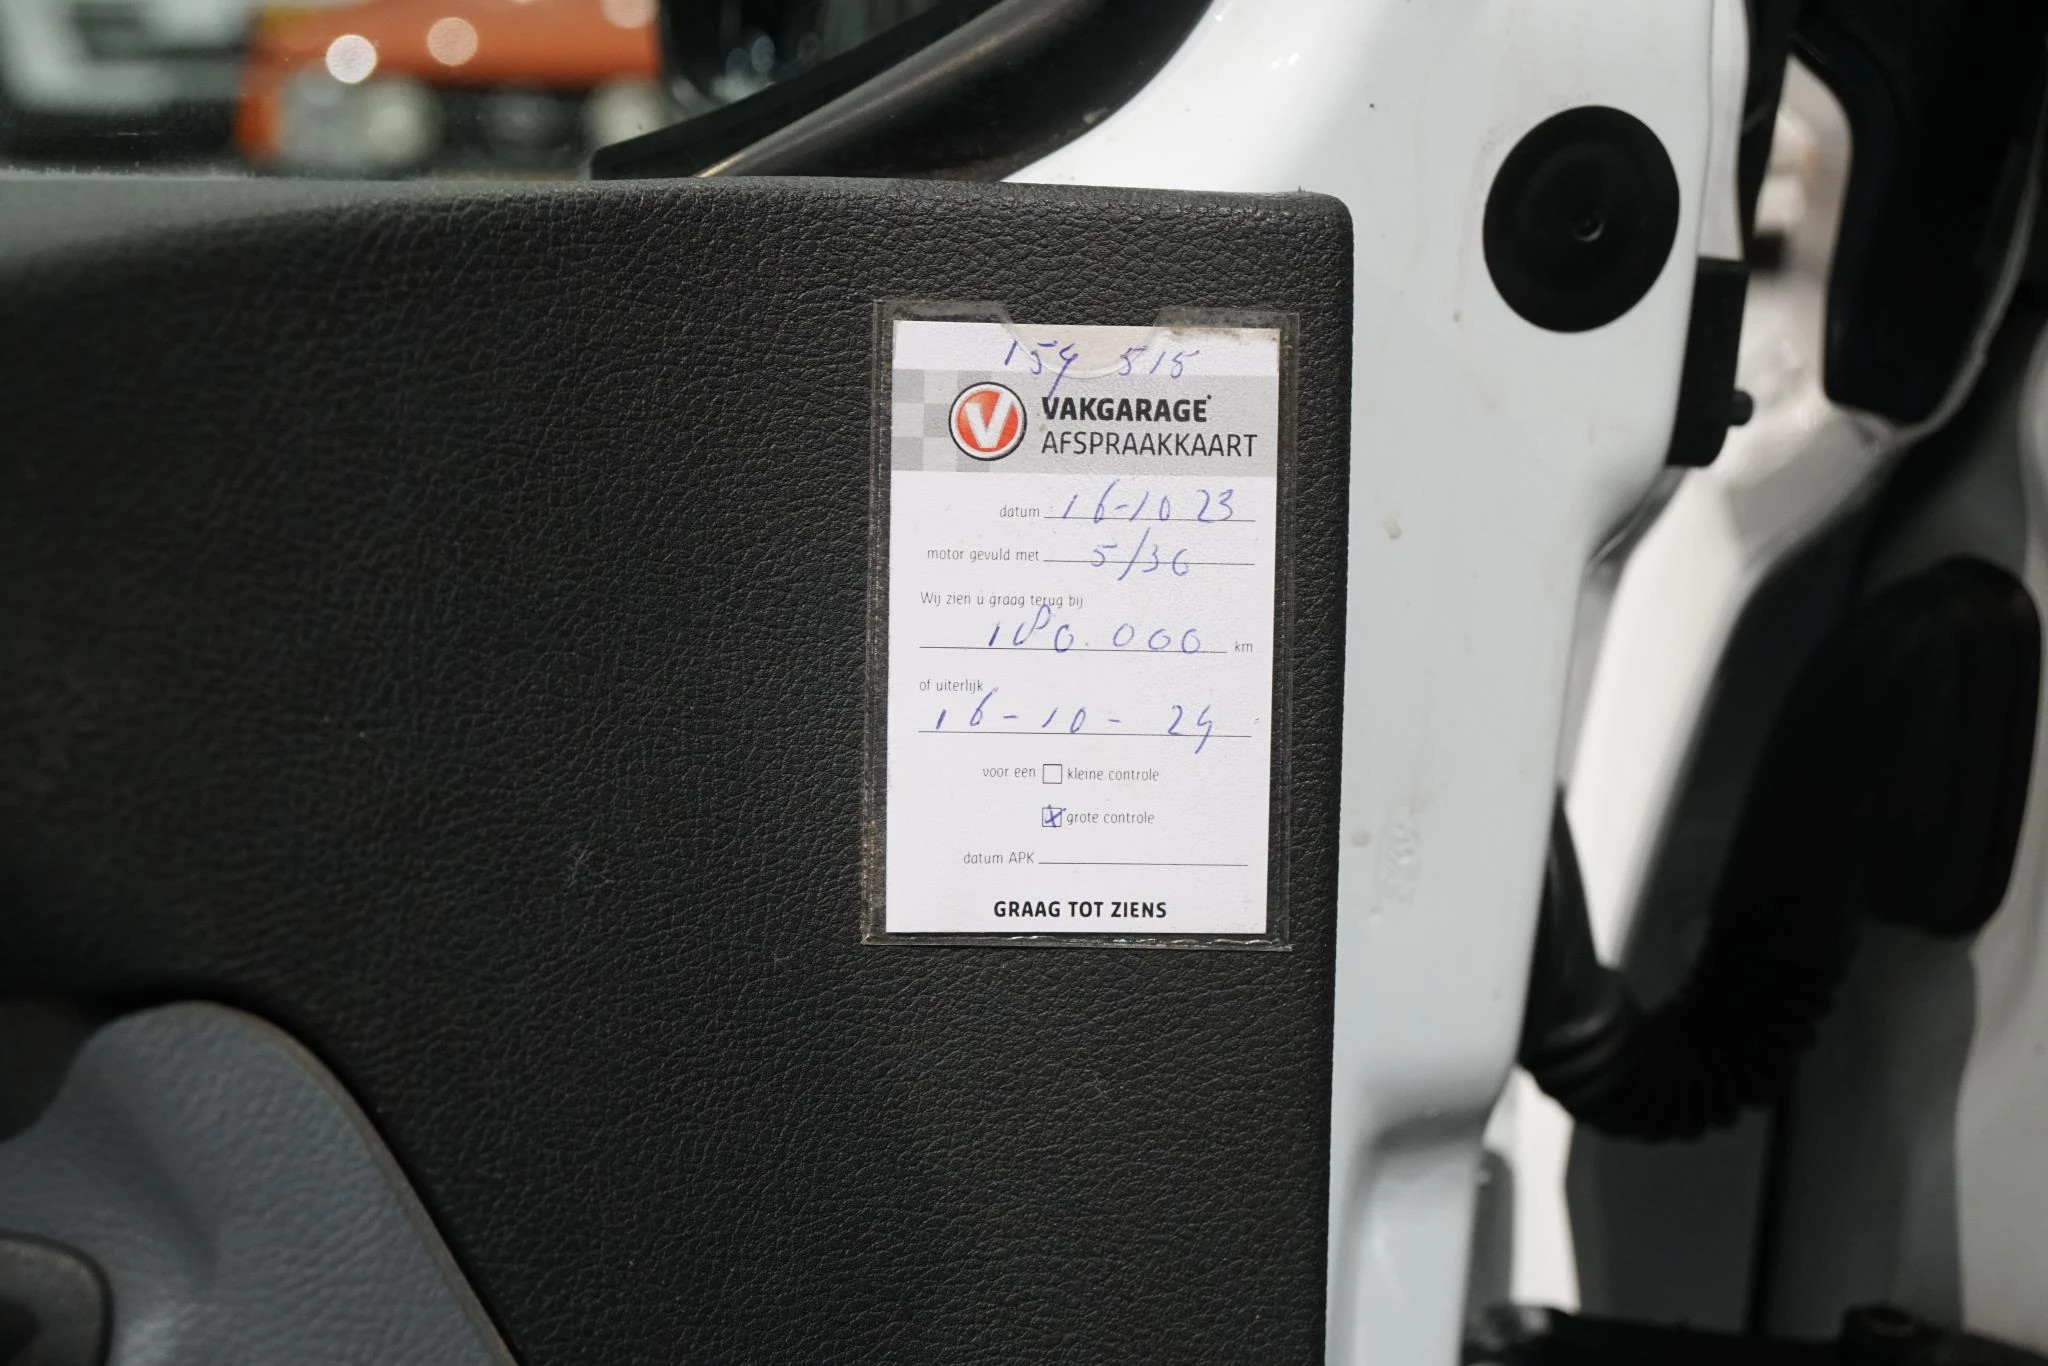 154 515
V VAKGARAGE
AFSPRAAKKAART
datum 16-10 23
motor gevuld met 5/30
Wij zien u graag terug bij
180.000 km
of uiterlijk
16-10-24
voor een kleine controle
x grote controle
datum APK
GRAAG TOT ZIENS